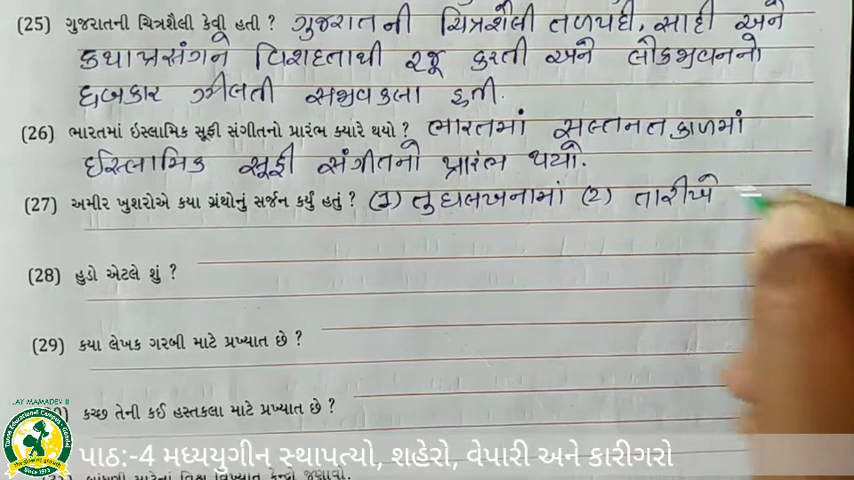 (25) ગુજરાતની ચિત્રશૈલી કેવી હતી ? ગુજરાતની ચિત્રશૈલી તળપદી, સાદી અને
કથાપ્રસંગને વિશદતાથી રજૂ કરતી અને લોકજીવનનો
ધબકાર ઝીલતી સજીવકલા હતી.
(26) ભારતમાં ઇસ્લામિક સૂફી સંગીતનો પ્રારંભ ક્યારે થયો ? ભારતમાં સલ્તનત કાળમાં
ઈસ્લામિક સૂફી સંગીતનો પ્રારંભ થયો.
(27) અમીર ખુશરોએ કયા ગ્રંથોનું સર્જન કર્યું હતું ? (1) તુઘલખનામાં (2) તારીખે
(28) હુડો એટલે શું ?
(29) કયા લેખક ગરબી માટે પ્રખ્યાત છે ?
કચ્છ તેની કઈ હસ્તકલા માટે પ્રખ્યાત છે ?
પાઠ:-4 મધ્યયુગીન સ્થાપત્યો, શહેરો, વેપારી અને કારીગરો